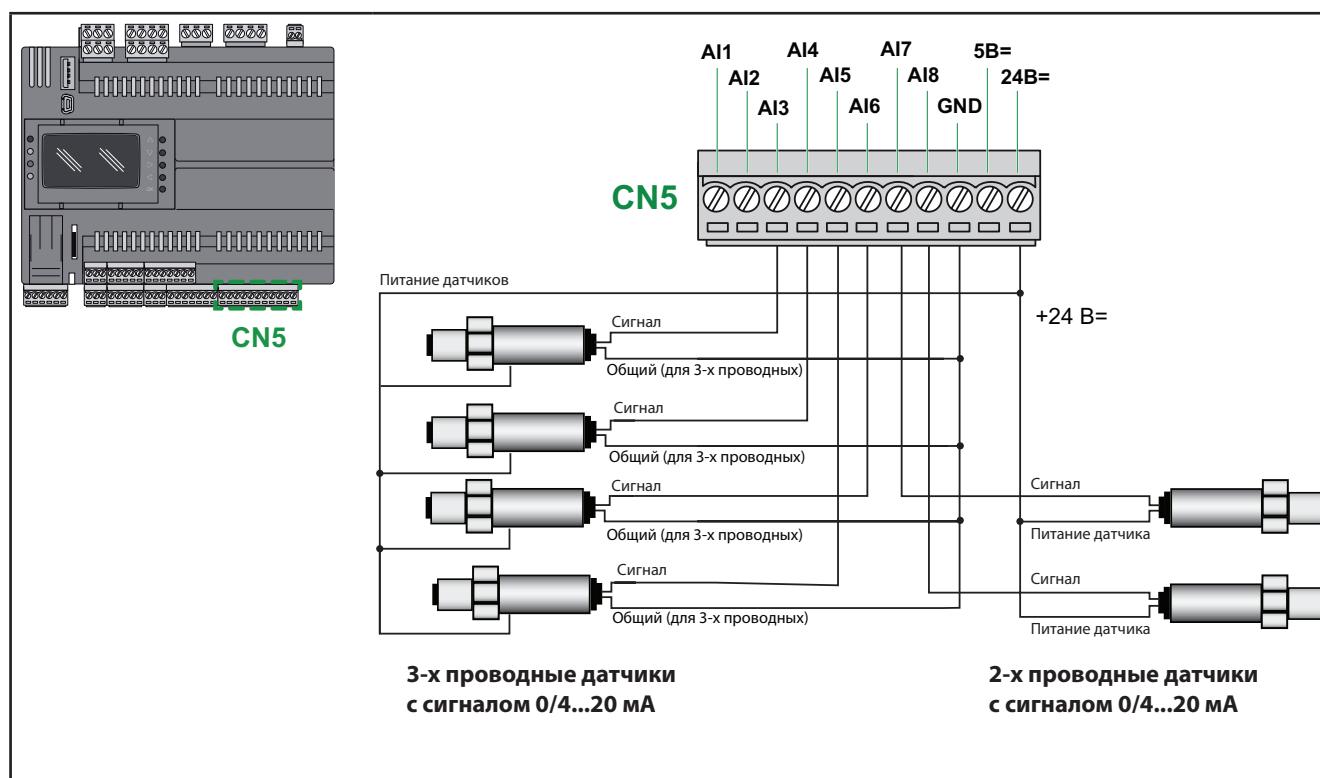 AI1
AI4
AI7
5B=
AI2
AI5
AI8
24B=
AI3
AI6
GND
CN5
CN5
Питание датчиков
+24 В=
Сигнал
Общий (для 3-х проводных)
Сигнал
Общий (для 3-х проводных)
Сигнал
Общий (для 3-х проводных)
Сигнал
Общий (для 3-х проводных)
Сигнал
Питание датчика
Сигнал
Питание датчика
3-х проводные датчики
с сигналом 0/4...20 мА
2-х проводные датчики
с сигналом 0/4...20 мА